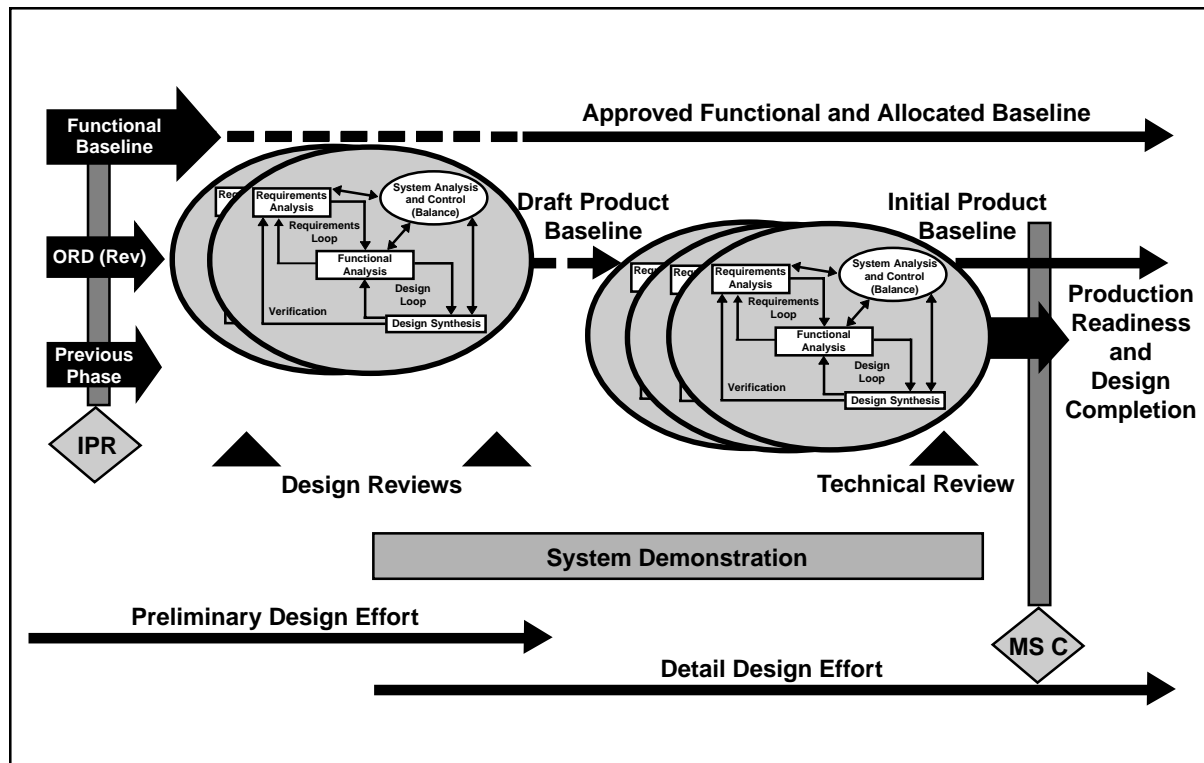 Functional
Baseline
Approved Functional and Allocated Baseline
ORD (Rev)
Previous
Phase
IPR
Req
Requirements
Analysis
System Analysis
and Control
(Balance)
Requirements
Loop
Functional
Analysis
Design
Loop
Verification
Design Synthesis
Draft Product
Baseline
Initial Product
Baseline
Req
Req
Requirements
Analysis
System Analysis
and Control
(Balance)
Requirements
Loop
Functional
Analysis
Design
Loop
Verification
Design Synthesis
Production
Readiness
and
Design
Completion
Design Reviews
Technical Review
System Demonstration
Preliminary Design Effort
MS C
Detail Design Effort